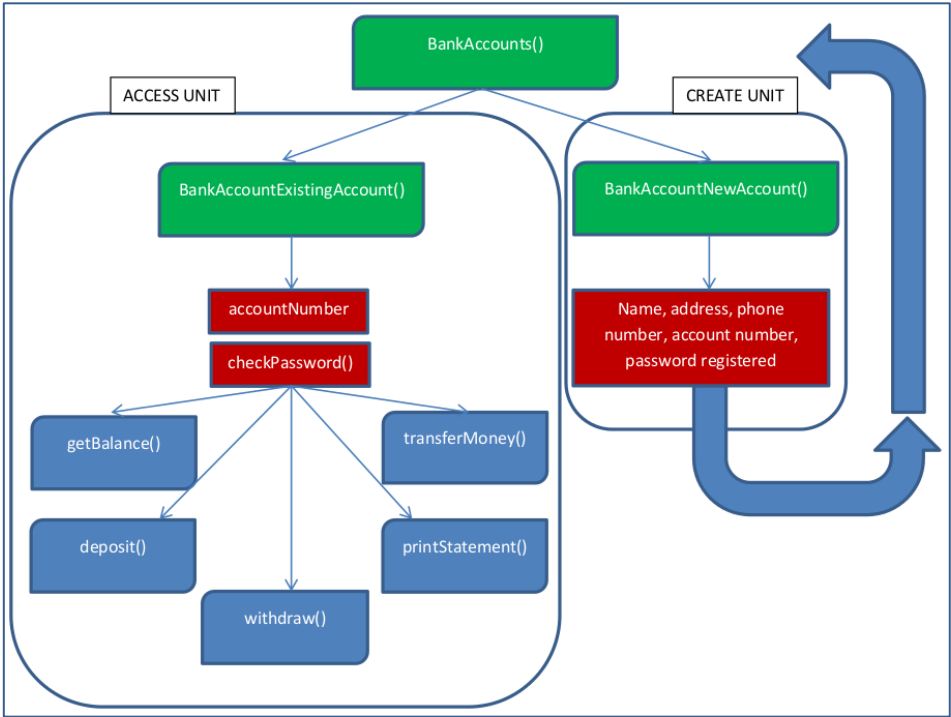 BankAccounts()
ACCESS UNIT
CREATE UNIT
BankAccountExistingAccount()
BankAccountNewAccount()
accountNumber
Name, address, phone
number, account number,
password registered
checkPassword()
getBalance()
transferMoney()
deposit()
printStatement()
withdraw()